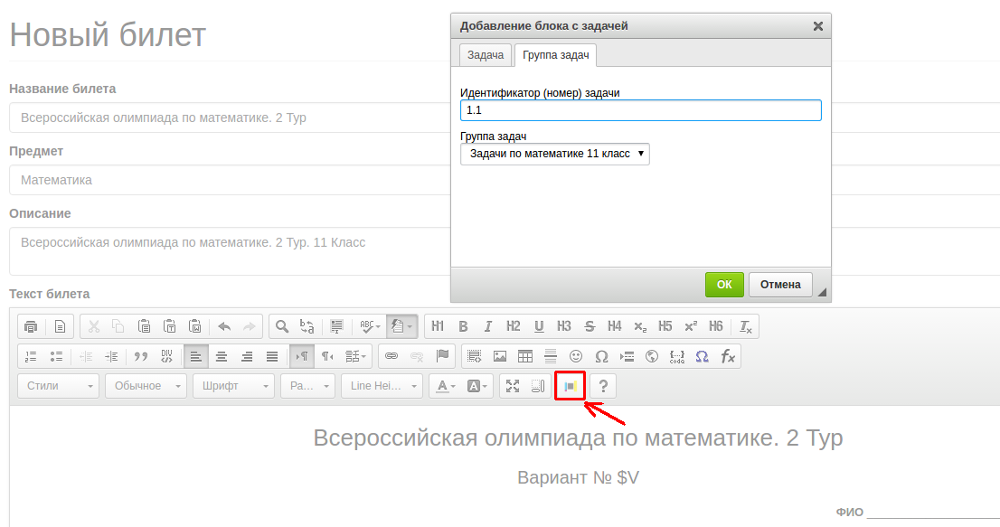 Новый билет
Название билета
Всероссийская олимпиада по математике. 2 Тур
Предмет
Математика
Описание
Всероссийская олимпиада по математике. 2 Тур. 11 Класс
Текст билета
Добавление блока с задачей
Задача Группа задач
Идентификатор (номер) задачи
1.1
Группа задач
Задачи по математике 11 класс
ОК Отмена
ABC H1 B I H2 U H3 S H4 x₂ H5 x² H6 Tx
DIV Ω Ω fx
Стили Обычное Шрифт Ра... Line Hei... A A ?
Всероссийская олимпиада по математике. 2 Тур
Вариант № $V
ФИО